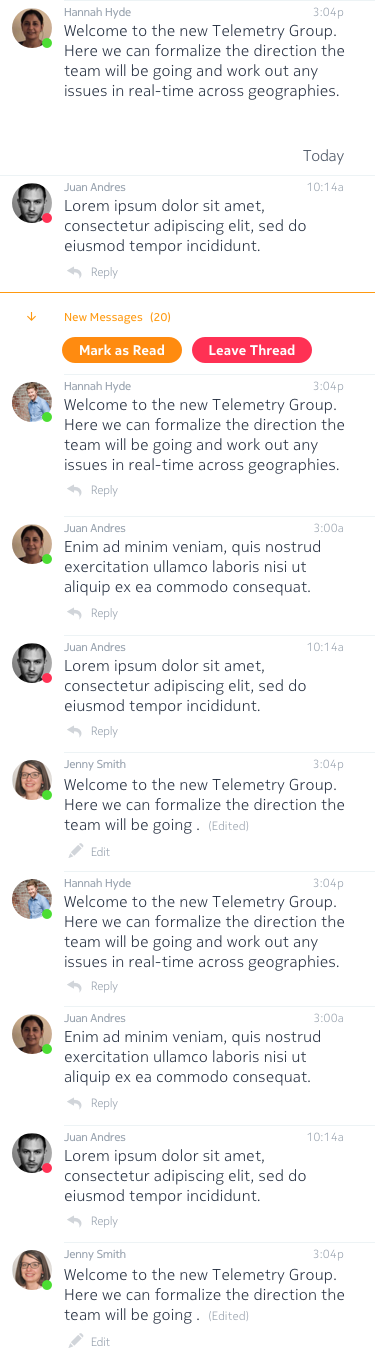 Hannah Hyde 3:04p
Welcome to the new Telemetry Group.
Here we can formalize the direction the
team will be going and work out any
issues in real-time across geographies.
Today
Juan Andres 10:14a
Lorem ipsum dolor sit amet,
consectetur adipiscing elit, sed do
eiusmod tempor incididunt.
Reply
New Messages (20)
Mark as Read Leave Thread
Hannah Hyde 3:04p
Welcome to the new Telemetry Group.
Here we can formalize the direction the
team will be going and work out any
issues in real-time across geographies.
Reply
Juan Andres 3:00a
Enim ad minim veniam, quis nostrud
exercitation ullamco laboris nisi ut
aliquip ex ea commodo consequat.
Reply
Juan Andres 10:14a
Lorem ipsum dolor sit amet,
consectetur adipiscing elit, sed do
eiusmod tempor incididunt.
Reply
Jenny Smith 3:04p
Welcome to the new Telemetry Group.
Here we can formalize the direction the
team will be going . (Edited)
Edit
Hannah Hyde 3:04p
Welcome to the new Telemetry Group.
Here we can formalize the direction the
team will be going and work out any
issues in real-time across geographies.
Reply
Juan Andres 3:00a
Enim ad minim veniam, quis nostrud
exercitation ullamco laboris nisi ut
aliquip ex ea commodo consequat.
Reply
Juan Andres 10:14a
Lorem ipsum dolor sit amet,
consectetur adipiscing elit, sed do
eiusmod tempor incididunt.
Reply
Jenny Smith 3:04p
Welcome to the new Telemetry Group.
Here we can formalize the direction the
team will be going . (Edited)
Edit